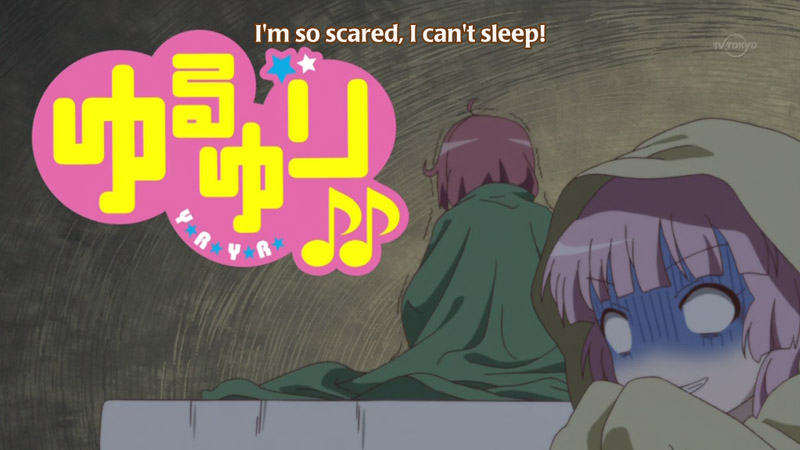 I'm so scared, I can't sleep!
TV TOKYO
ゆるゆり♪♪
Y★R★Y★R★